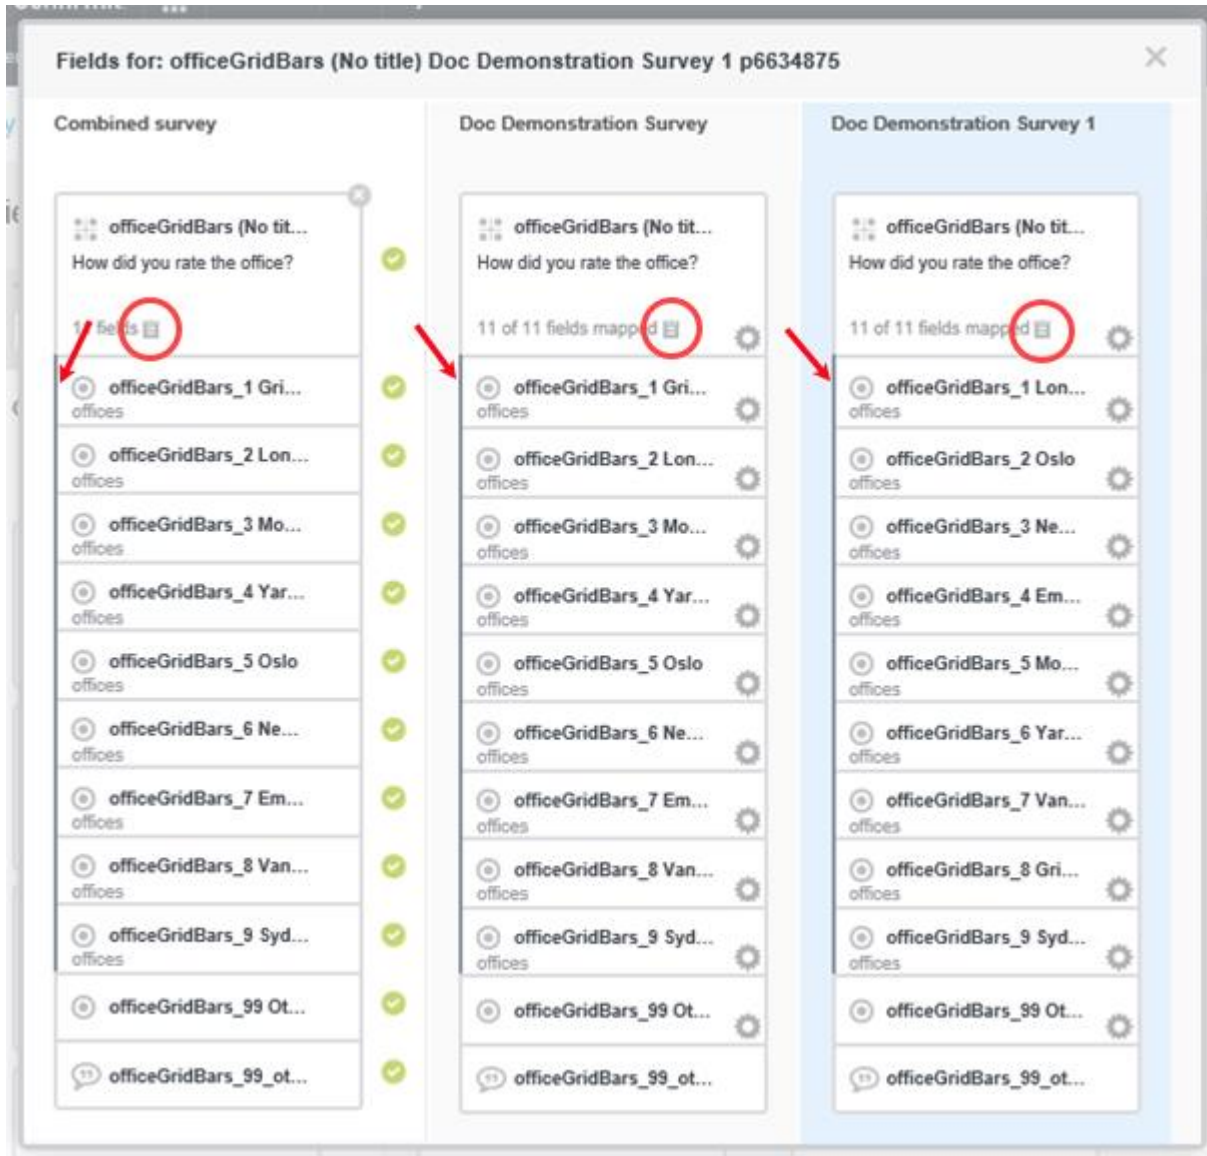 Fields for: officeGridBars (No title) Doc Demonstration Survey 1 p6634875
Combined survey
officeGridBars (No tit...
How did you rate the office?
fields
officeGridBars_1 Gri...
offices
officeGridBars_2 Lon...
offices
officeGridBars_3 Mo...
offices
officeGridBars_4 Yar...
offices
officeGridBars_5 Oslo
offices
officeGridBars_6 Ne...
offices
officeGridBars_7 Em...
offices
officeGridBars_8 Van...
offices
officeGridBars_9 Syd...
offices
officeGridBars_99 Ot...
officeGridBars_99_ot...
Doc Demonstration Survey
officeGridBars (No tit...
How did you rate the office?
11 of 11 fields mapped
officeGridBars_1 Gri...
offices
officeGridBars_2 Lon...
offices
officeGridBars_3 Mo...
offices
officeGridBars_4 Yar...
offices
officeGridBars_5 Oslo
offices
officeGridBars_6 Ne...
offices
officeGridBars_7 Em...
offices
officeGridBars_8 Van...
offices
officeGridBars_9 Syd...
offices
officeGridBars_99 Ot...
officeGridBars_99_ot...
Doc Demonstration Survey 1
officeGridBars (No tit...
How did you rate the office?
11 of 11 fields mapped
officeGridBars_1 Lon...
offices
officeGridBars_2 Oslo
offices
officeGridBars_3 Ne...
offices
officeGridBars_4 Em...
offices
officeGridBars_5 Mo...
offices
officeGridBars_6 Yar...
offices
officeGridBars_7 Van...
offices
officeGridBars_8 Gri...
offices
officeGridBars_9 Syd...
offices
officeGridBars_99 Ot...
officeGridBars_99_ot...